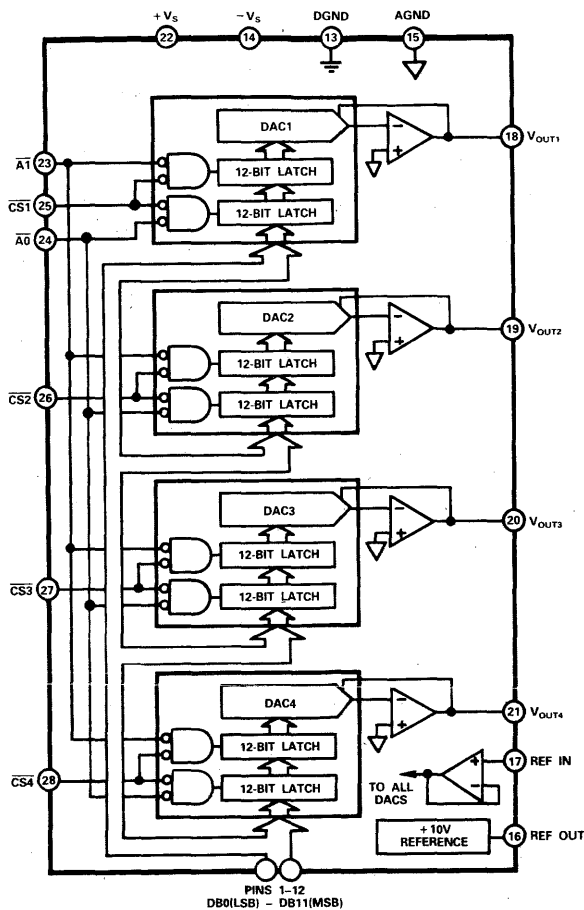 +VS
-VS
DGND
AGND
22
14
13
15
DAC1
12-BIT LATCH
12-BIT LATCH
A1 23
CS1 25
A0 24
18 VOUT1
DAC2
12-BIT LATCH
12-BIT LATCH
CS2 26
19 VOUT2
DAC3
12-BIT LATCH
12-BIT LATCH
CS3 27
20 VOUT3
DAC4
12-BIT LATCH
12-BIT LATCH
CS4 28
21 VOUT4
17 REF IN
TO ALL
DACS
+10V
REFERENCE
16 REF OUT
PINS 1-12
DB0(LSB) - DB11(MSB)